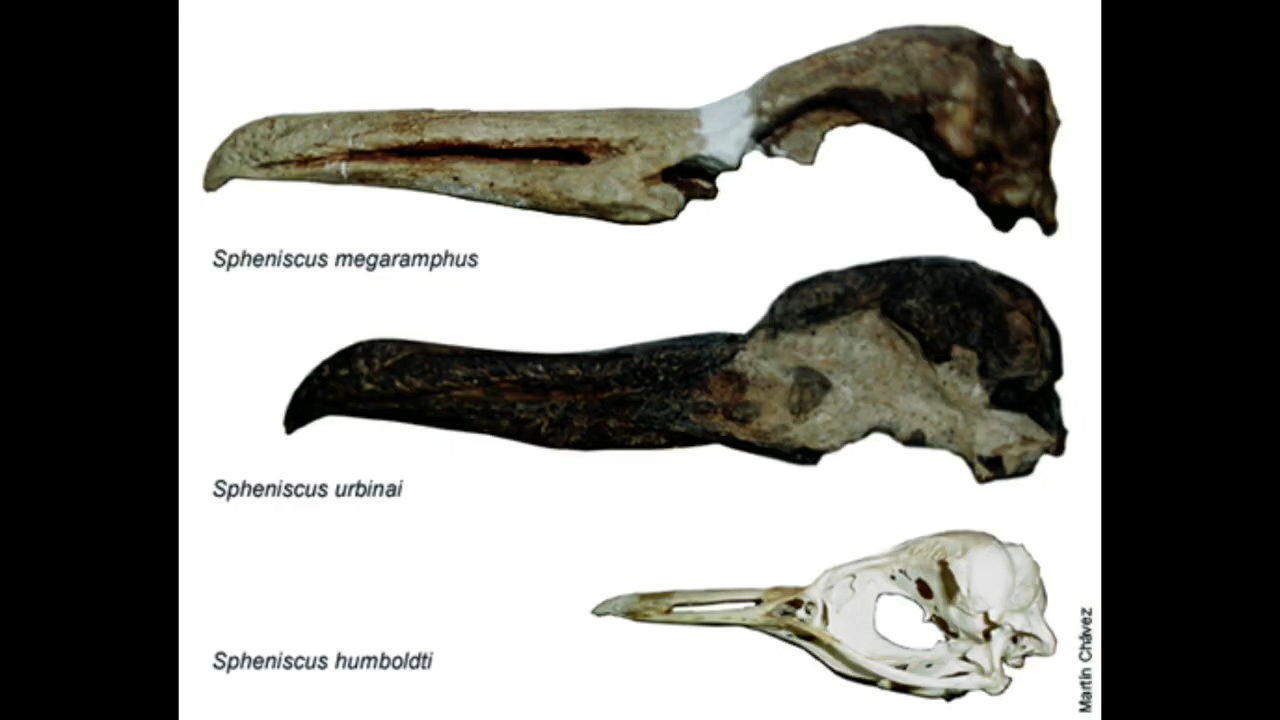 Spheniscus megaramphus
Spheniscus urbinai
Spheniscus humboldti
Martín Chávez